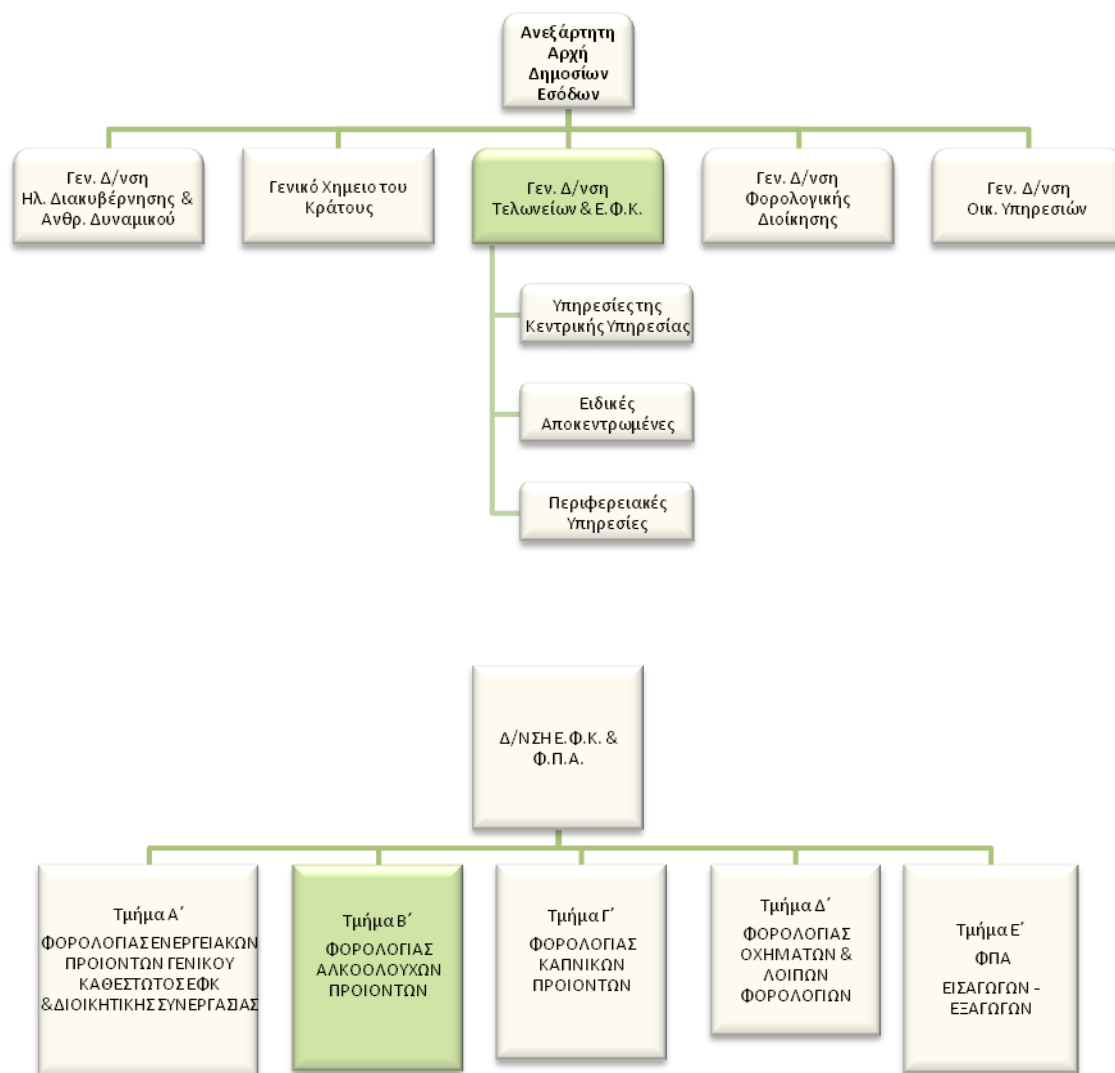 Ανεξάρτητη
Αρχή
Δημοσίων
Εσόδων
Γεν. Δ/νση
Ηλ. Διακυβέρνησης &
Ανθρ. Δυναμικού
Γενικό Χημειο του
Κράτους
Γεν. Δ/νση
Τελωνείων & Ε.Φ.Κ.
Γεν. Δ/νση
Φορολογικής
Διοίκησης
Γεν. Δ/νση
Οικ. Υπηρεσιών
Υπηρεσίες της
Κεντρικής Υπηρεσίας
Ειδικές
Αποκεντρωμένες
Περιφερειακές
Υπηρεσίες
Δ/ΝΣΗ Ε.Φ.Κ. &
Φ.Π.Α.
Τμήμα Α΄
ΦΟΡΟΛΟΓΙΑΣ ΕΝΕΡΓΕΙΑΚΩΝ
ΠΡΟΙΟΝΤΩΝ ΓΕΝΙΚΟΥ
ΚΑΘΕΣΤΩΤΟΣ ΕΦΚ
& ΔΙΟΙΚΗΤΙΚΗΣ ΣΥΝΕΡΓΑΣΙΑΣ
Τμήμα Β΄
ΦΟΡΟΛΟΓΙΑΣ
ΑΛΚΟΟΛΟΥΧΩΝ
ΠΡΟΙΟΝΤΩΝ
Τμήμα Γ΄
ΦΟΡΟΛΟΓΙΑΣ
ΚΑΠΝΙΚΩΝ
ΠΡΟΙΟΝΤΩΝ
Τμήμα Δ΄
ΦΟΡΟΛΟΓΙΑΣ
ΟΧΗΜΑΤΩΝ &
ΛΟΙΠΩΝ
ΦΟΡΟΛΟΓΙΩΝ
Τμήμα Ε΄
ΦΠΑ
ΕΙΣΑΓΩΓΩΝ –
ΕΞΑΓΩΓΩΝ